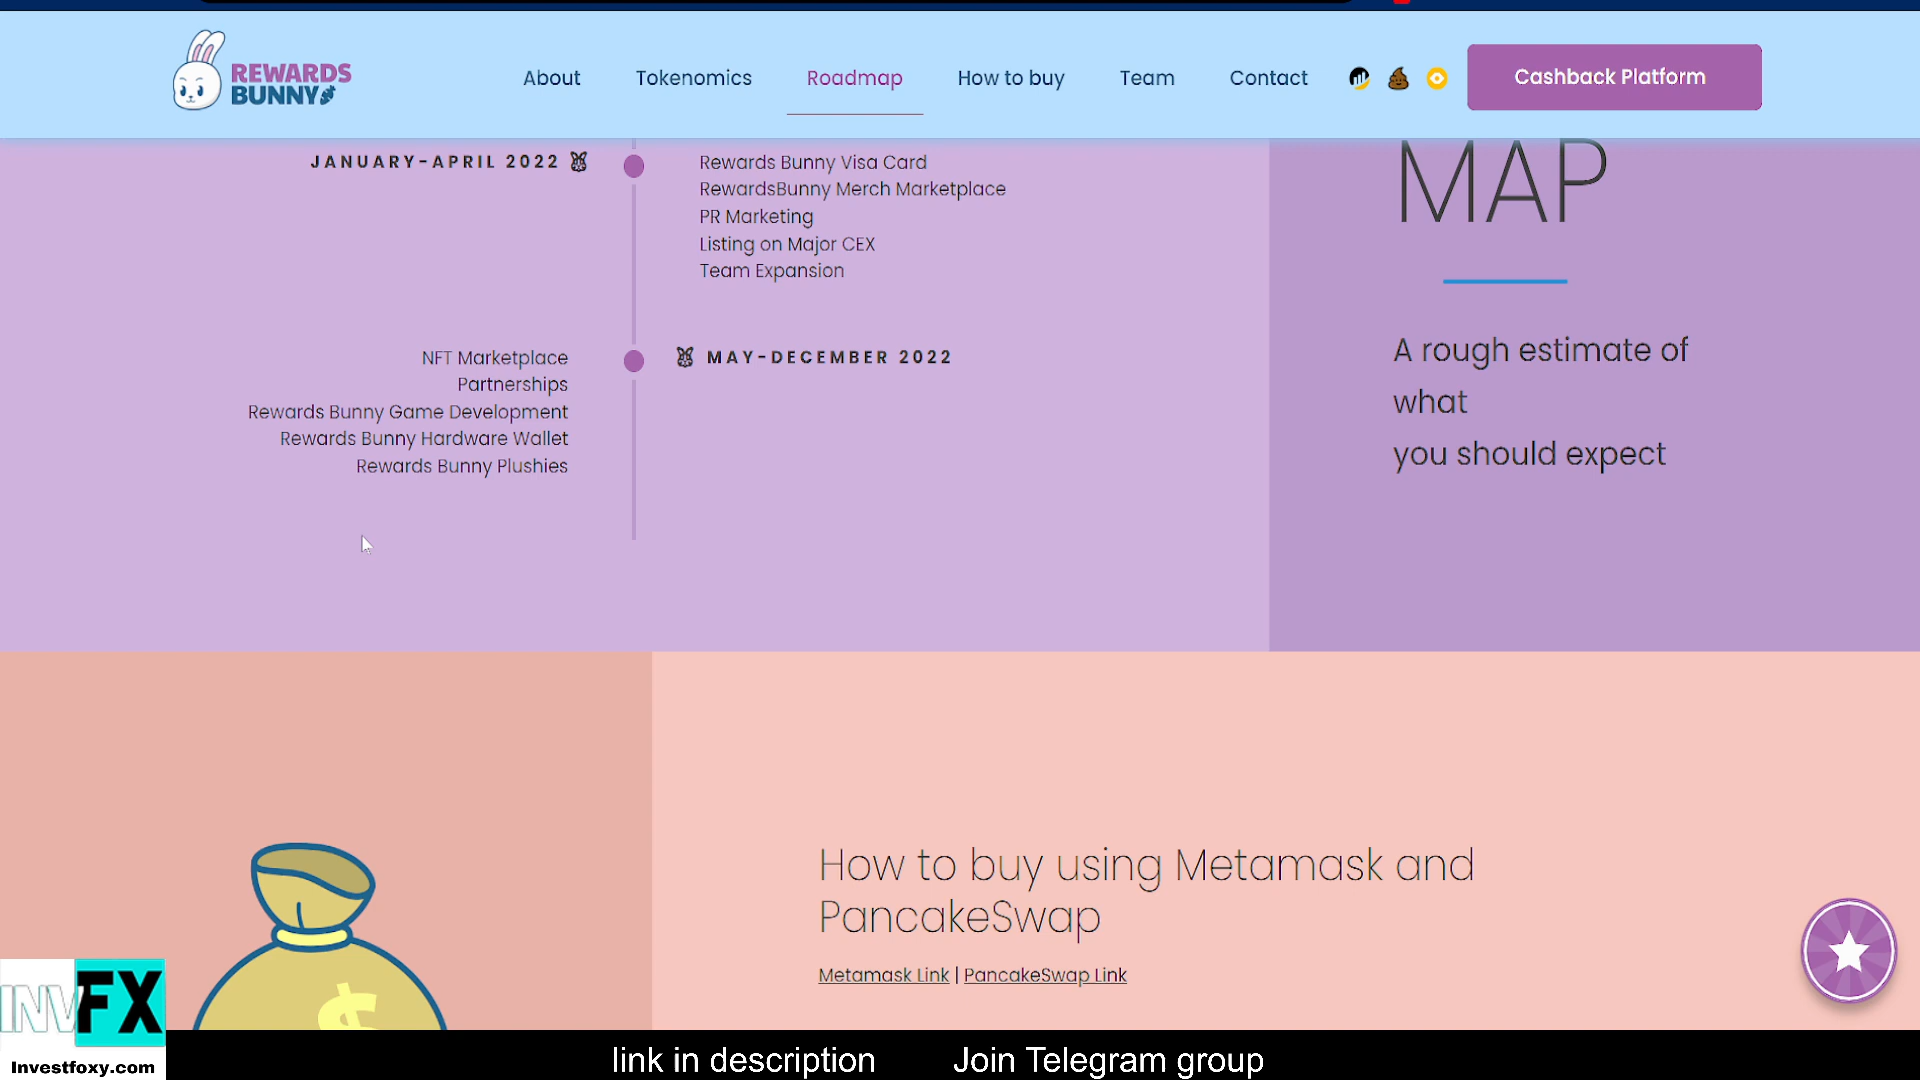 REWARDS
BUNNY
About
Tokenomics
Roadmap
How to buy
Team
Contact
Cashback Platform
JANUARY-APRIL 2022
Rewards Bunny Visa Card
RewardsBunny Merch Marketplace
PR Marketing
Listing on Major CEX
Team Expansion
MAY-DECEMBER 2022
NFT Marketplace
Partnerships
Rewards Bunny Game Development
Rewards Bunny Hardware Wallet
Rewards Bunny Plushies
MAP
A rough estimate of
what
you should expect
How to buy using Metamask and
PancakeSwap
Metamask Link | PancakeSwap Link
$
INVFX
Investfoxy.com
link in description
Join Telegram group